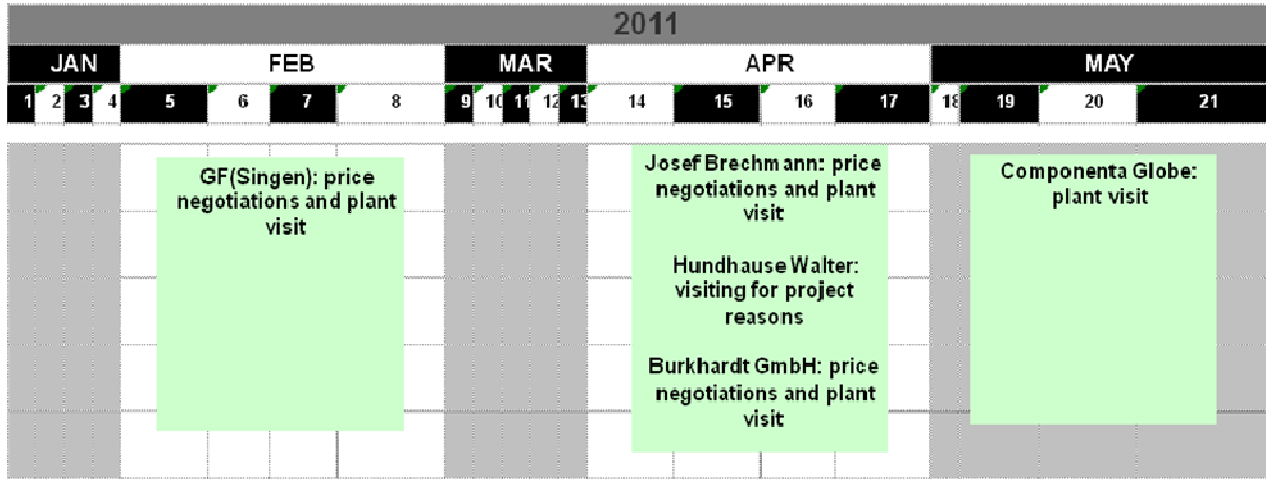 2011
JAN FEB MAR APR MAY
1 2 3 4 5 6 7 8 9 10 11 12 13 14 15 16 17 18 19 20 21
GF(Singen): price
negotiations and plant
visit
Josef Brechmann: price
negotiations and plant
visit
Hundhause Walter:
visiting for project
reasons
Burkhardt GmbH: price
negotiations and plant
visit
Componenta Globe:
plant visit